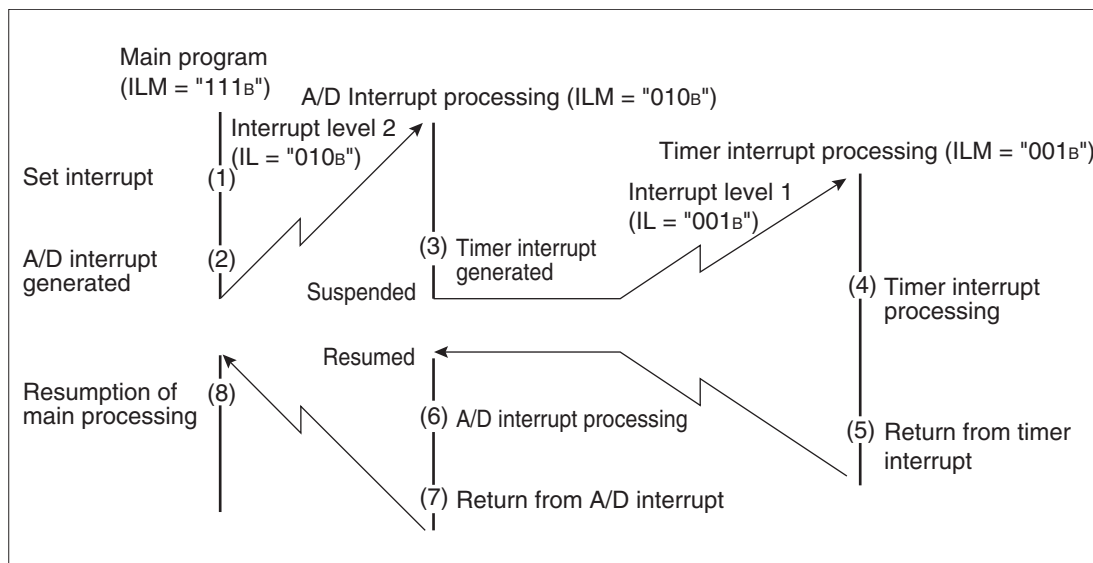 Main program
(ILM = "111B")
A/D Interrupt processing (ILM = "010B")
Interrupt level 2
(IL = "010B")
Timer interrupt processing (ILM = "001B")
Set interrupt
(1)
Interrupt level 1
(IL = "001B")
A/D interrupt
generated
(2)
(3) Timer interrupt
generated
Suspended
(4) Timer interrupt
processing
Resumed
Resumption of
main processing
(8)
(6) A/D interrupt processing
(5) Return from timer
interrupt
(7) Return from A/D interrupt